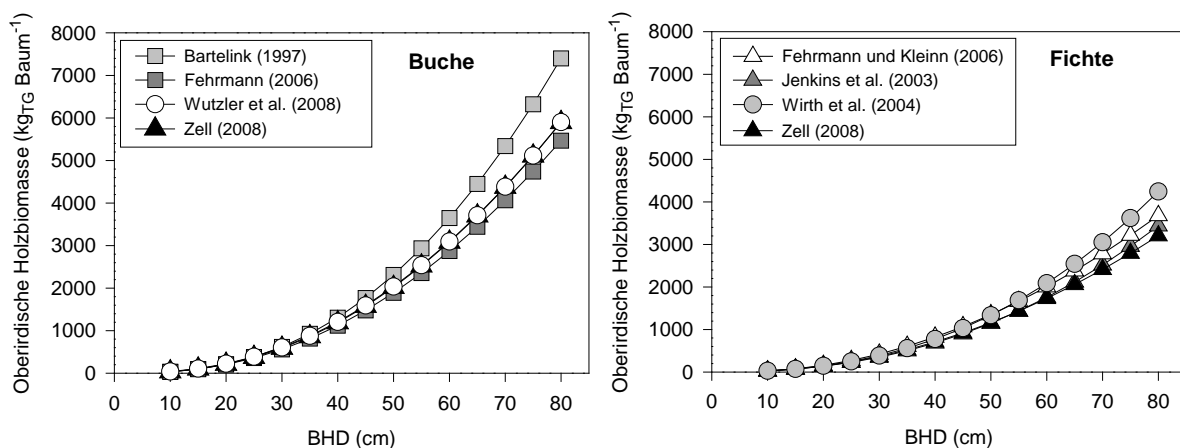 Oberirdische Holzbiomasse (kg_TG Baum⁻¹)
8000
7000
6000
5000
4000
3000
2000
1000
0
Bartelink (1997)
Fehrmann (2006)
Wutzler et al. (2008)
Zell (2008)
Buche
0 10 20 30 40 50 60 70 80
BHD (cm)
Oberirdische Holzbiomasse (kg_TG Baum⁻¹)
8000
7000
6000
5000
4000
3000
2000
1000
0
Fehrmann und Kleinn (2006)
Jenkins et al. (2003)
Wirth et al. (2004)
Zell (2008)
Fichte
0 10 20 30 40 50 60 70 80
BHD (cm)